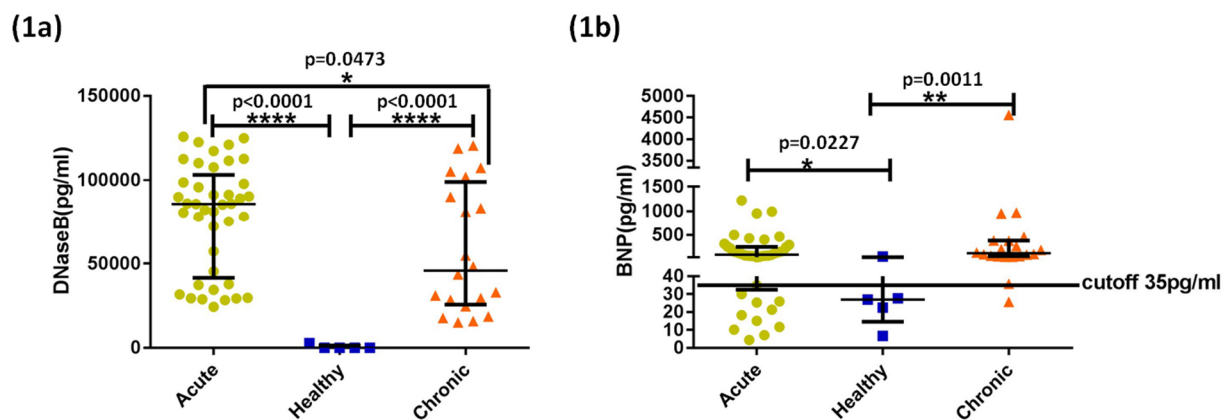 (1a)
p=0.0473
*
p<0.0001
****
p<0.0001
****
DNaseB(pg/ml)
150000
100000
50000
0
Acute
Healthy
Chronic
(1b)
p=0.0011
**
p=0.0227
*
BNP(pg/ml)
5000
4500
4000
3500
1500
1000
500
40
30
20
10
0
cutoff 35pg/ml
Acute
Healthy
Chronic